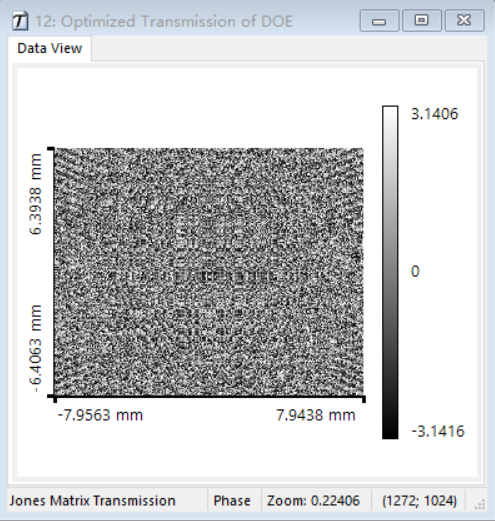 12: Optimized Transmission of DOE
Data View
3.1406
6.3938 mm
0
-6.4063 mm
-7.9563 mm 7.9438 mm
-3.1416
Jones Matrix Transmission Phase Zoom: 0.22406 (1272; 1024)